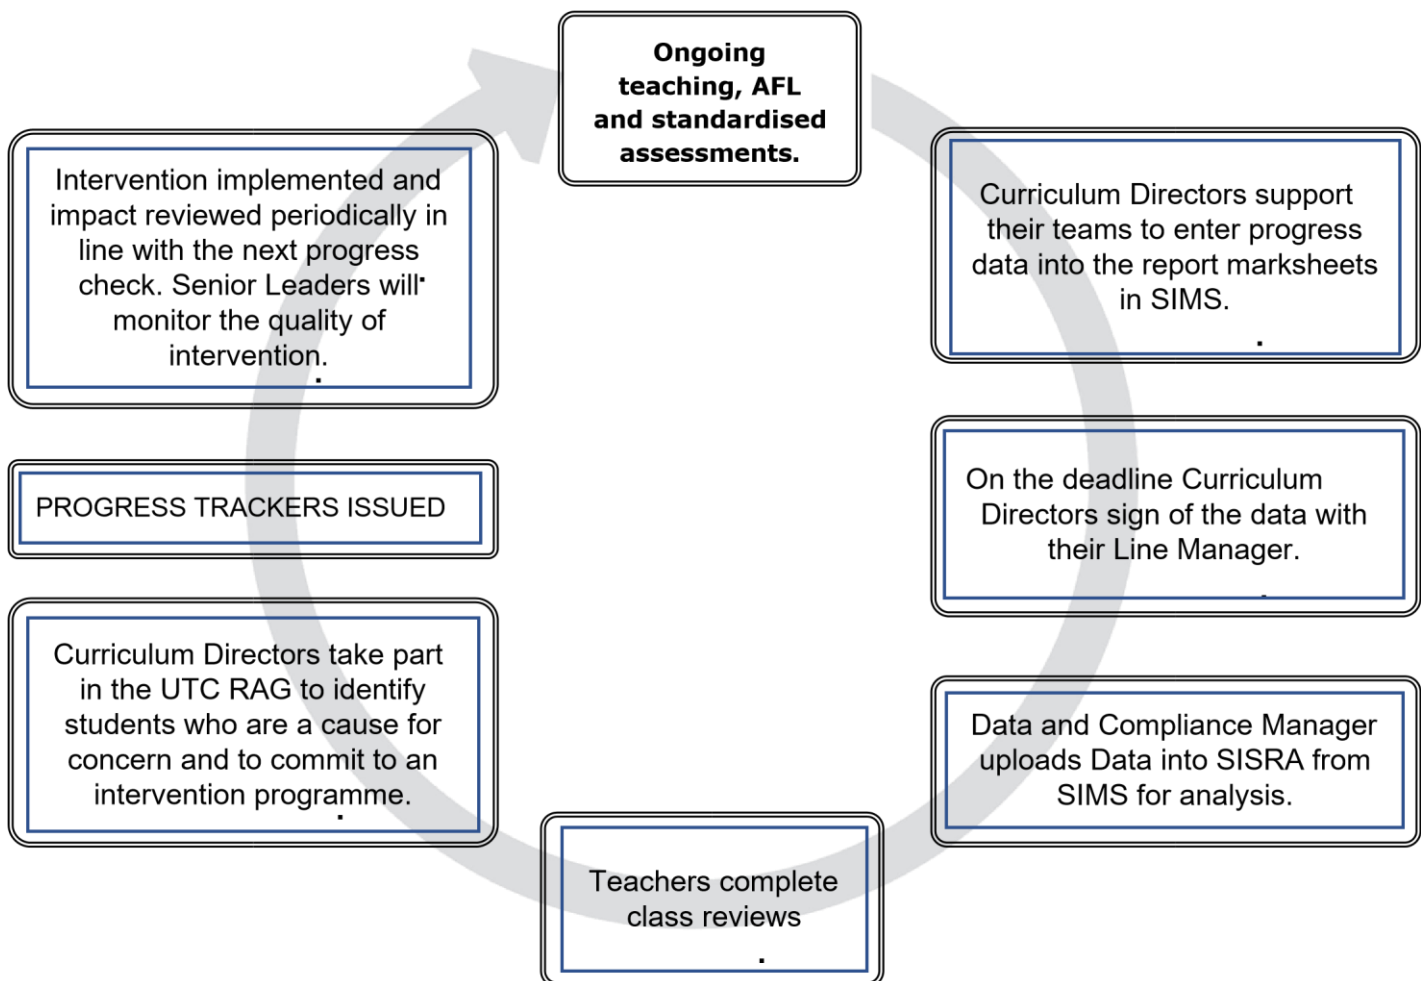 Ongoing
teaching, AFL
and standardised
assessments.
Curriculum Directors support
their teams to enter progress
data into the report marksheets
in SIMS.
.
On the deadline Curriculum
Directors sign of the data with
their Line Manager.
.
Data and Compliance Manager
uploads Data into SISRA from
SIMS for analysis.
Teachers complete
class reviews
.
Curriculum Directors take part
in the UTC RAG to identify
students who are a cause for
concern and to commit to an
intervention programme.
.
PROGRESS TRACKERS ISSUED
Intervention implemented and
impact reviewed periodically in
line with the next progress
check. Senior Leaders will.
monitor the quality of
intervention.
.